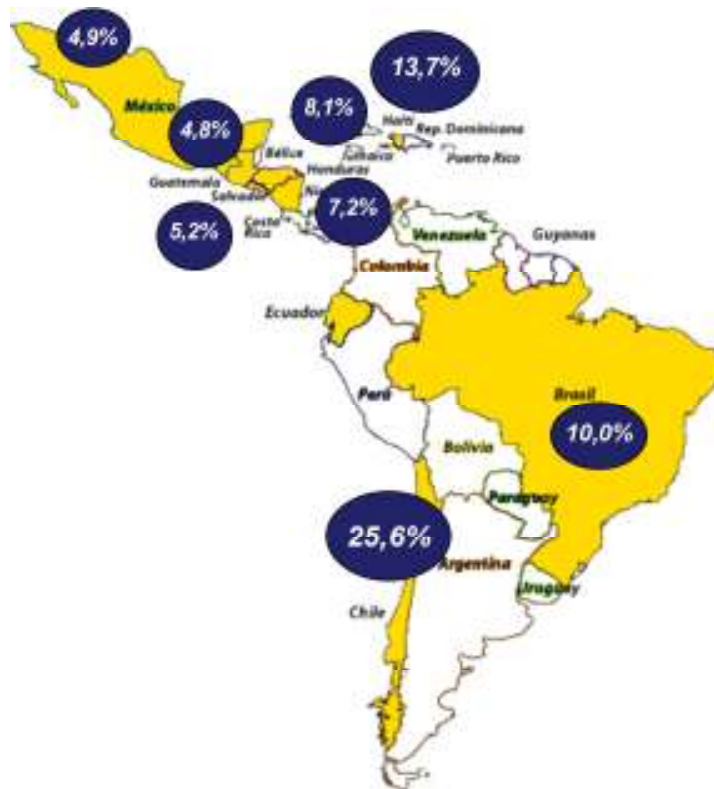 4,9%
13,7%
8,1%
México
4,8%
Haití
Rep. Dominicana
Bélice
Jamaica
Puerto Rico
Honduras
Guatemala
Salvador
7,2%
5,2%
Costa
Rica
Venezuela
Guyanas
Colombia
Ecuador
Perú
Brasil
10,0%
Bolivia
Paraguay
25,6%
Argentina
Uruguay
Chile